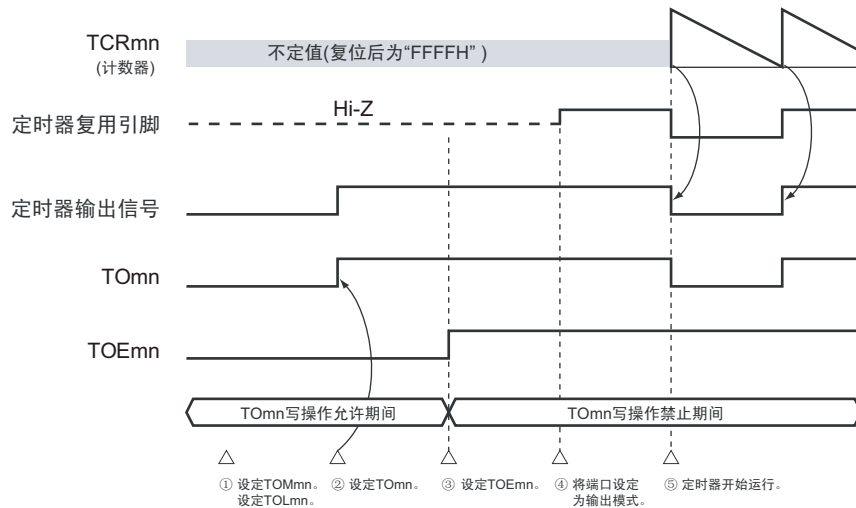 TCRmn
(计数器)
不定值(复位后为“FFFFH” )
Hi-Z
定时器复用引脚
定时器输出信号
TOmn
TOEmn
TOmn写操作允许期间
TOmn写操作禁止期间
① 设定TOMmn。
设定TOLmn。
② 设定TOmn。
③ 设定TOEmn。
④ 将端口设定
为输出模式。
⑤ 定时器开始运行。